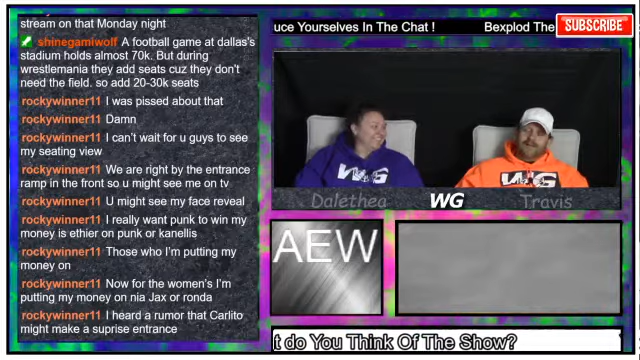 stream on that Monday night
shinegamiwolf A football game at dallas's
stadium holds almost 70k. But during
wrestlemania they add seats cuz they don't
need the field. so add 20-30k seats
rockywinner11 I was pissed about that
rockywinner11 Damn
rockywinner11 I can't wait for u guys to see
my seating view
rockywinner11 We are right by the entrance
ramp in the front so u might see me on tv
rockywinner11 U might see my face reveal
rockywinner11 I really want punk to win my
money is ethier on punk or kanellis
rockywinner11 Those who I'm putting my
money on
rockywinner11 Now for the women's I'm
putting my money on nia Jax or ronda
rockywinner11 I heard a rumor that Carlito
might make a suprise entrance
uce Yourselves In The Chat !
Bexplod The
SUBSCRIBE
WG
WG
Dalethea
WG
Travis
AEW
t do You Think Of The Show?